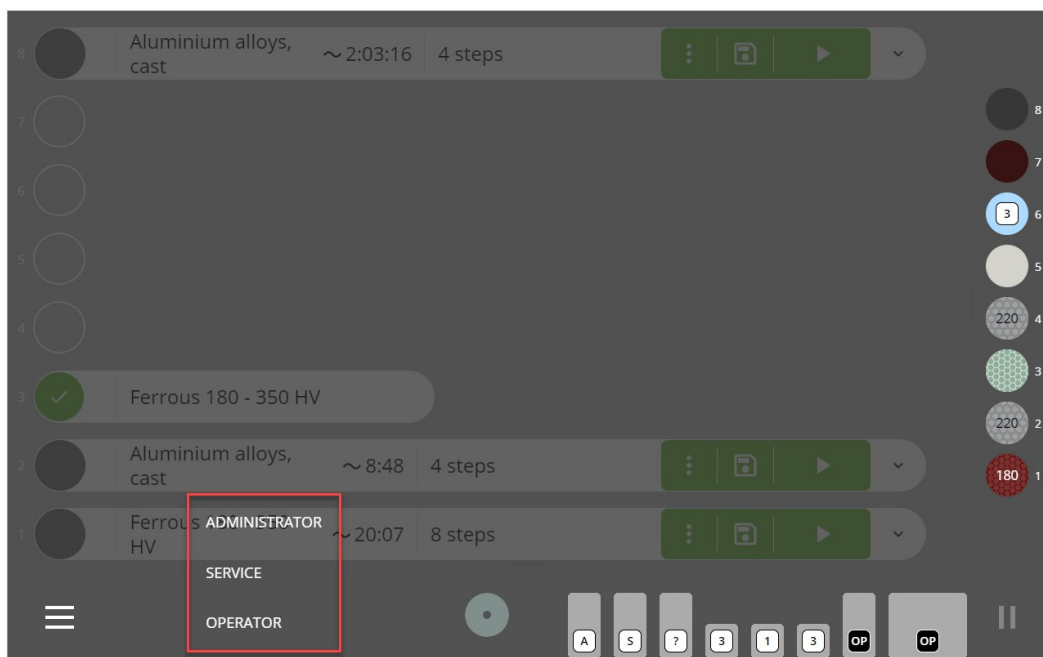 8
Aluminium alloys,
cast
~ 2:03:16
4 steps
7
6
5
4
3
Ferrous 180 - 350 HV
2
Aluminium alloys,
cast
~ 8:48
4 steps
1
Ferrous
HV
~ 20:07
8 steps
ADMINISTRATOR
SERVICE
OPERATOR
8
7
3 6
5
220 4
3
220 2
180 1
A S ? 3 1 3 OP OP